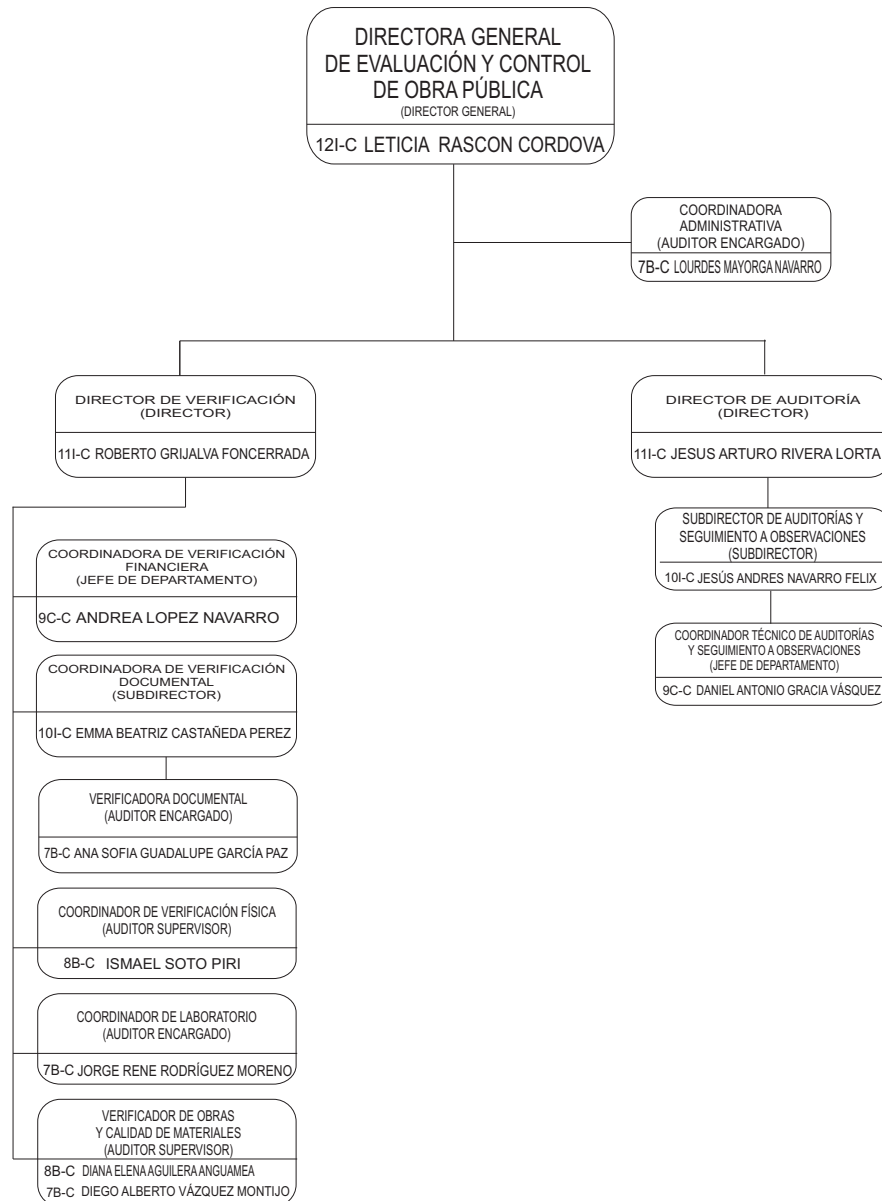 DIRECTORA GENERAL
DE EVALUACIÓN Y CONTROL
DE OBRA PÚBLICA
(DIRECTOR GENERAL)
12I-C LETICIA RASCON CORDOVA
COORDINADORA
ADMINISTRATIVA
(AUDITOR ENCARGADO)
7B-C LOURDES MAYORGA NAVARRO
DIRECTOR DE VERIFICACIÓN
(DIRECTOR)
11I-C ROBERTO GRIJALVA FONCERRADA
DIRECTOR DE AUDITORÍA
(DIRECTOR)
11I-C JESUS ARTURO RIVERA LORTA
COORDINADORA DE VERIFICACIÓN
FINANCIERA
(JEFE DE DEPARTAMENTO)
9C-C ANDREA LOPEZ NAVARRO
COORDINADORA DE VERIFICACIÓN
DOCUMENTAL
(SUBDIRECTOR)
10I-C EMMA BEATRIZ CASTAÑEDA PEREZ
VERIFICADORA DOCUMENTAL
(AUDITOR ENCARGADO)
7B-C ANA SOFIA GUADALUPE GARCÍA PAZ
COORDINADOR DE VERIFICACIÓN FÍSICA
(AUDITOR SUPERVISOR)
8B-C ISMAEL SOTO PIRI
COORDINADOR DE LABORATORIO
(AUDITOR ENCARGADO)
7B-C JORGE RENE RODRÍGUEZ MORENO
VERIFICADOR DE OBRAS
Y CALIDAD DE MATERIALES
(AUDITOR SUPERVISOR)
8B-C DIANA ELENA AGUILERA ANGUAMEA
7B-C DIEGO ALBERTO VÁZQUEZ MONTIJO
SUBDIRECTOR DE AUDITORÍAS Y
SEGUIMIENTO A OBSERVACIONES
(SUBDIRECTOR)
10I-C JESÚS ANDRES NAVARRO FELIX
COORDINADOR TÉCNICO DE AUDITORÍAS
Y SEGUIMIENTO A OBSERVACIONES
(JEFE DE DEPARTAMENTO)
9C-C DANIEL ANTONIO GRACIA VÁSQUEZ